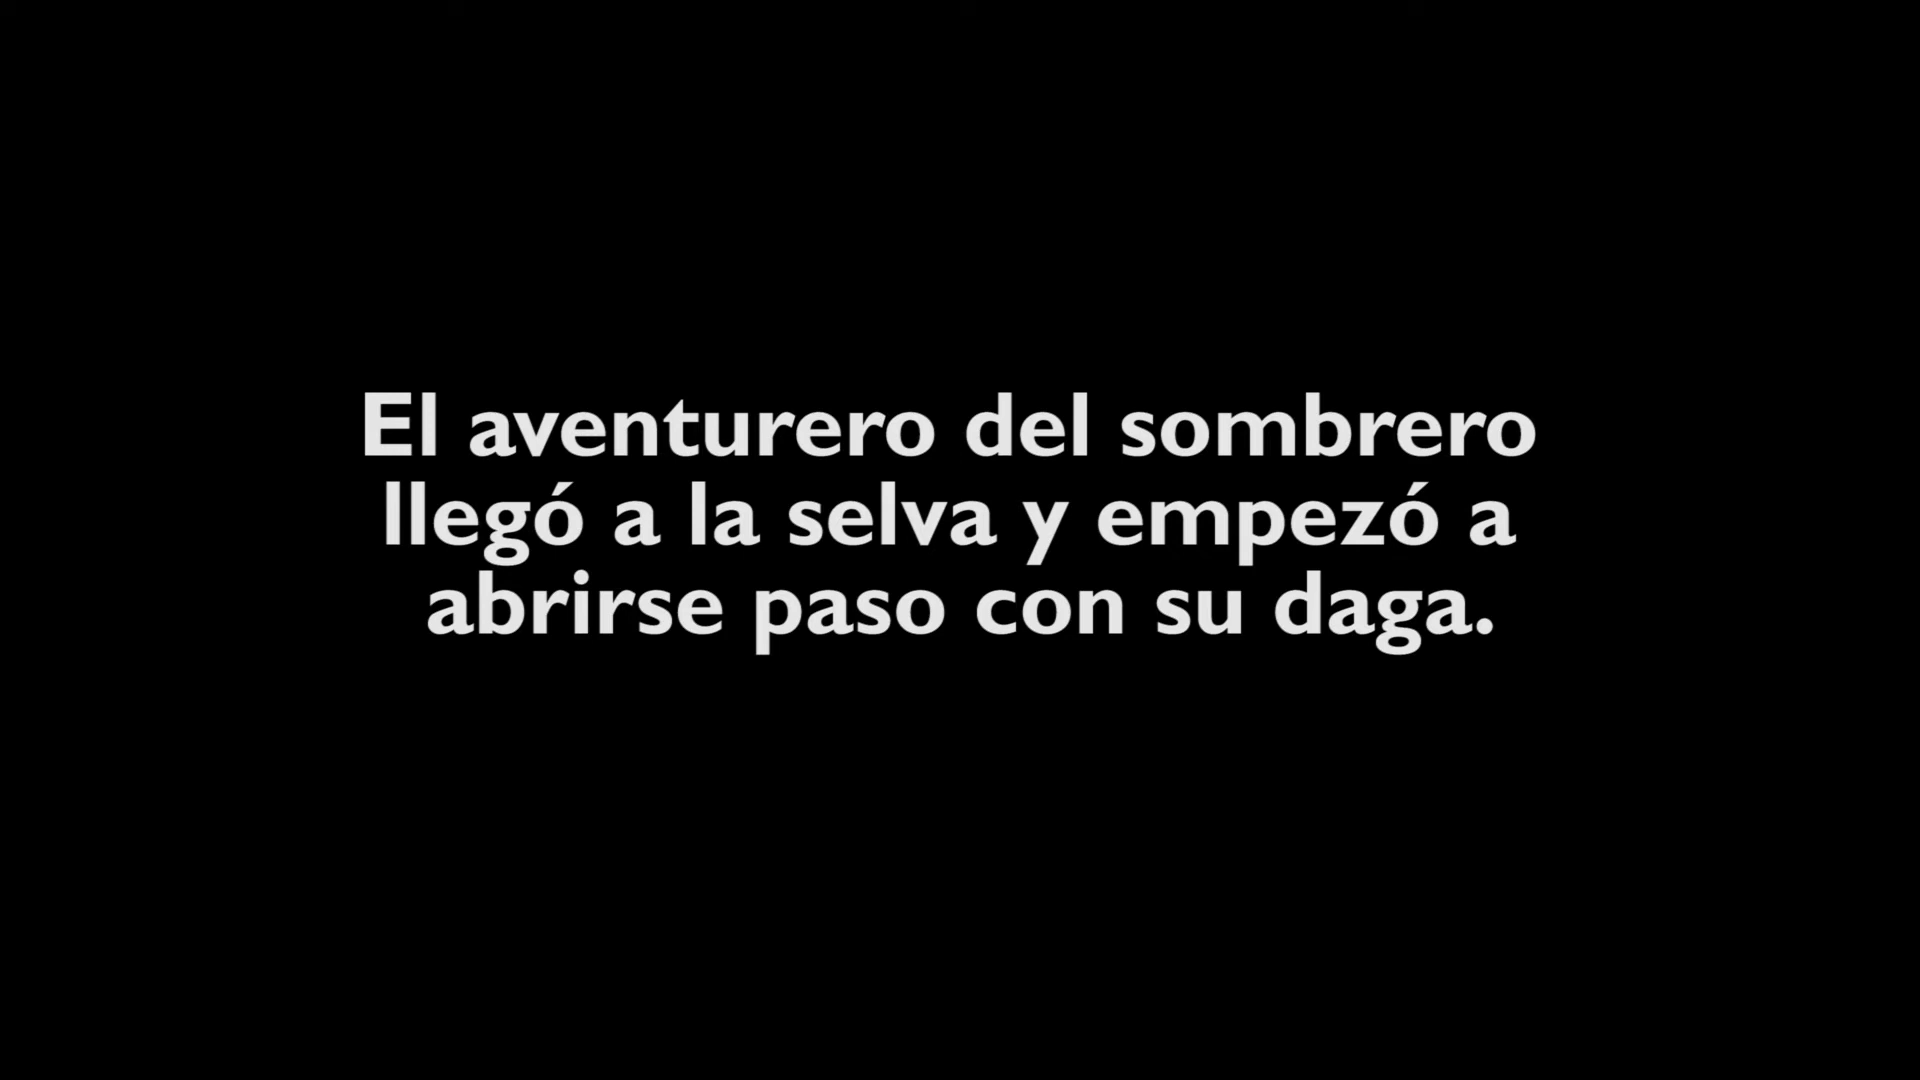 El aventurero del sombrero
llegó a la selva y empezó a
abrirse paso con su daga.